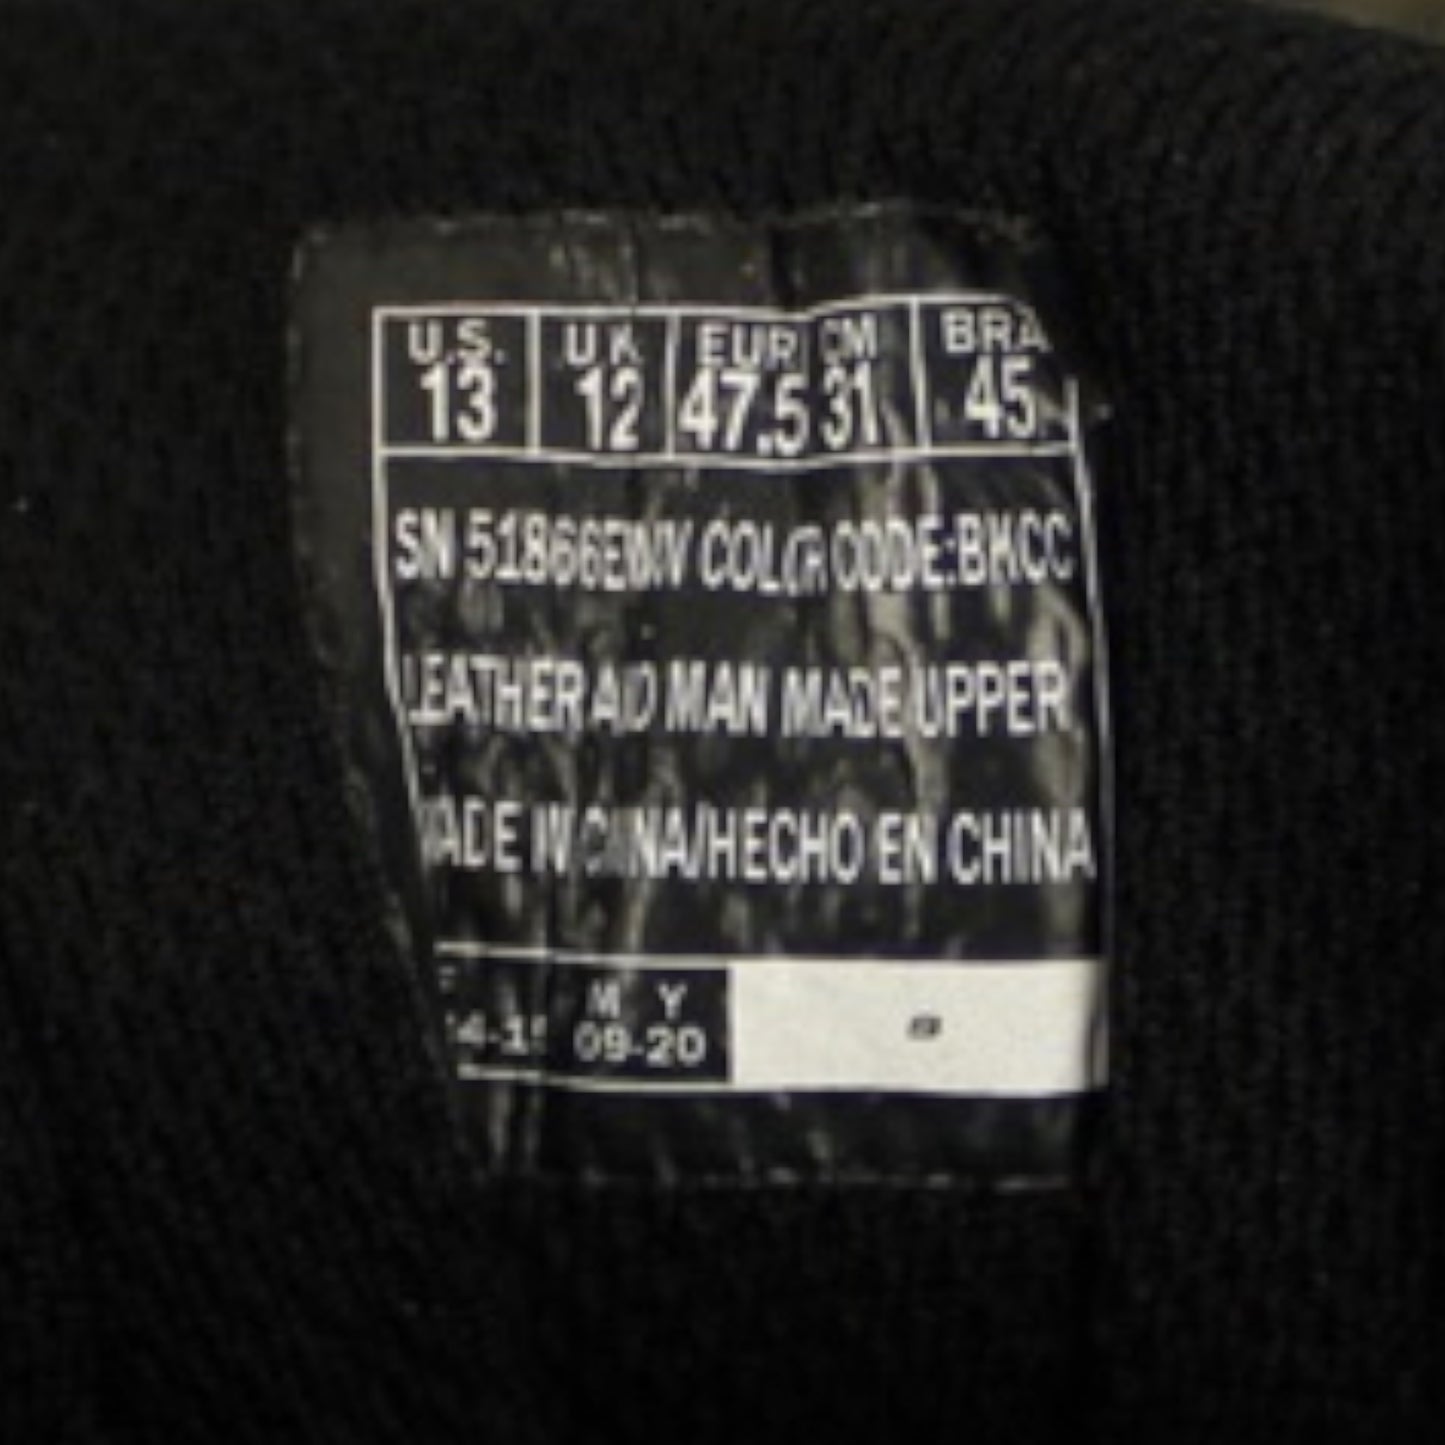 U.S. UK EUR CM BRA
13 12 47.5 31 45
SN 51866EWW COLOR CODE:BKCC
LEATHER AND MAN MADE UPPER
MADE IN CHINA/HECHO EN CHINA
M Y
09-20